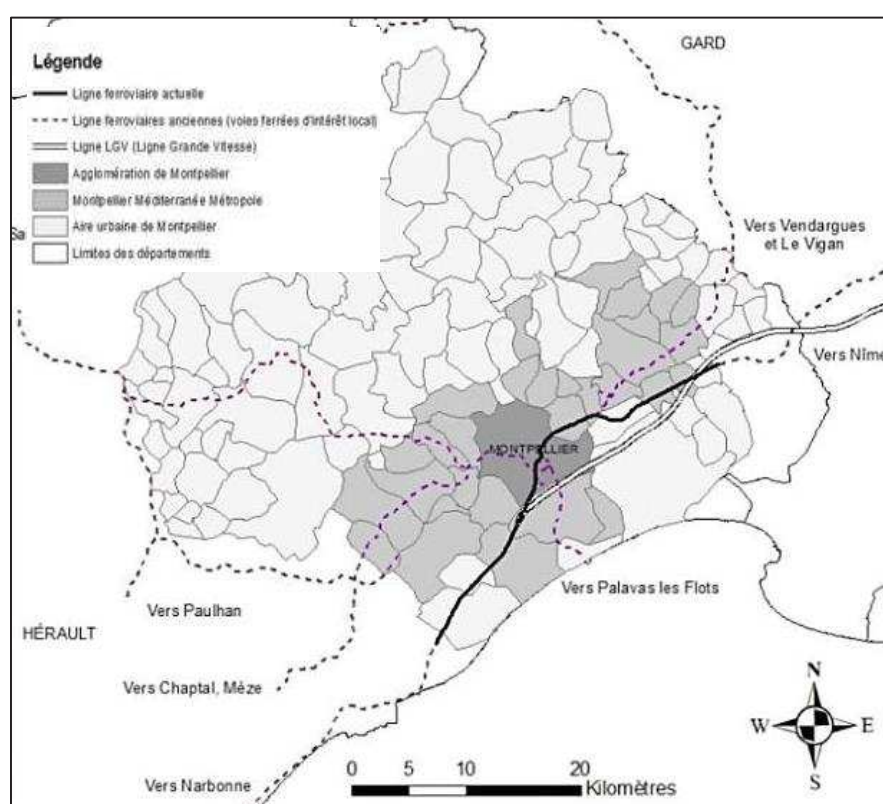 GARD
Légende
Ligne ferroviaire actuelle
Ligne ferroviaires anciennes (voies ferrées d'intérêt local)
Ligne LGV (Ligne Grande Vitesse)
Agglomération de Montpellier
Montpellier Méditerranée Métropole
Aire urbaine de Montpellier
Limites des départements
Sa
Vers Vendargues
et Le Vigan
Vers Nîme
MONTPELLIER
Vers Palavas les Flots
Vers Paulhan
HÉRAULT
Vers Chaptal, Mèze
Vers Narbonne
N
W
E
S
0 5 10 20
Kilomètres